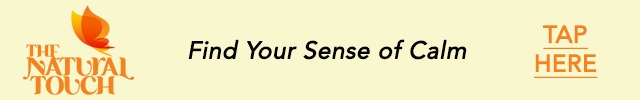 THE
NATURAL
TOUCH
Find Your Sense of Calm
TAP
HERE